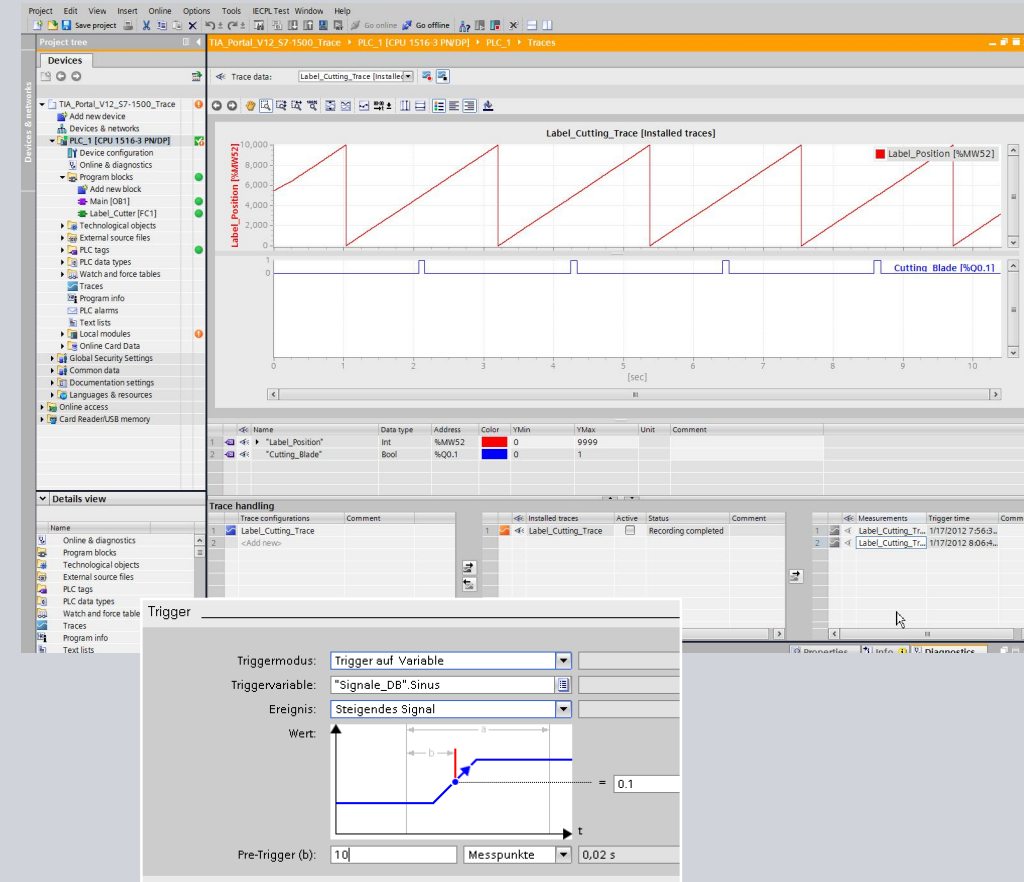 Project Edit View Insert Online Options Tools IECPL Test Window Help
Save project Go online Go offline
Project tree
TIA_Portal_V12_S7-1500_Trace PLC_1 [CPU 1516-3 PN/DP] PLC_1 Traces
Devices
Devices & networks
TIA_Portal_V12_S7-1500_Trace
Add new device
Devices & networks
PLC_1 [CPU 1516-3 PN/DP]
Device configuration
Online & diagnostics
Program blocks
Add new block
Main [OB1]
Label_Cutter [FC1]
Technological objects
External source files
PLC tags
PLC data types
Watch and force tables
Traces
Program info
PLC alarms
Text lists
Local modules
Online Card Data
Global Security Settings
Common data
Documentation settings
Languages & resources
Online access
Card Reader/USB memory
Trace data: Label_Cutting_Trace [Installed
Label_Cutting_Trace [Installed traces]
Label_Position [%MW52]
10,000
8,000
6,000
4,000
2,000
0
Label_Position [%MW52]
1
0
Cutting_Blade [%Q0.1]
0 1 2 3 4 5 6 7 8 9 10
[sec]
Name Data type Address Color YMin YMax Unit Comment
1 "Label_Position" Int %MW52 0 9999
2 "Cutting_Blade" Bool %Q0.1 0 1
Trace handling
Trace configurations Comment
1 Label_Cutting_Trace
2 <Add new>
Installed traces Active Status Comment
1 Label_Cutting_Trace Recording completed
Measurements Trigger time Comm
1 Label_Cutting_Tr... 1/17/2012 7:56:3...
2 Label_Cutting_Tr... 1/17/2012 8:06:4...
Properties Info Diagnostics
Details view
Name
Online & diagnostics
Program blocks
Technological objects
External source files
PLC tags
PLC data types
Watch and force table
Traces
Program info
Text lists
Trigger
Triggermodus: Trigger auf Variable
Triggervariable: "Signale_DB".Sinus
Ereignis: Steigendes Signal
Wert:
a
b
= 0.1
t
Pre-Trigger (b): 10 Messpunkte 0,02 s